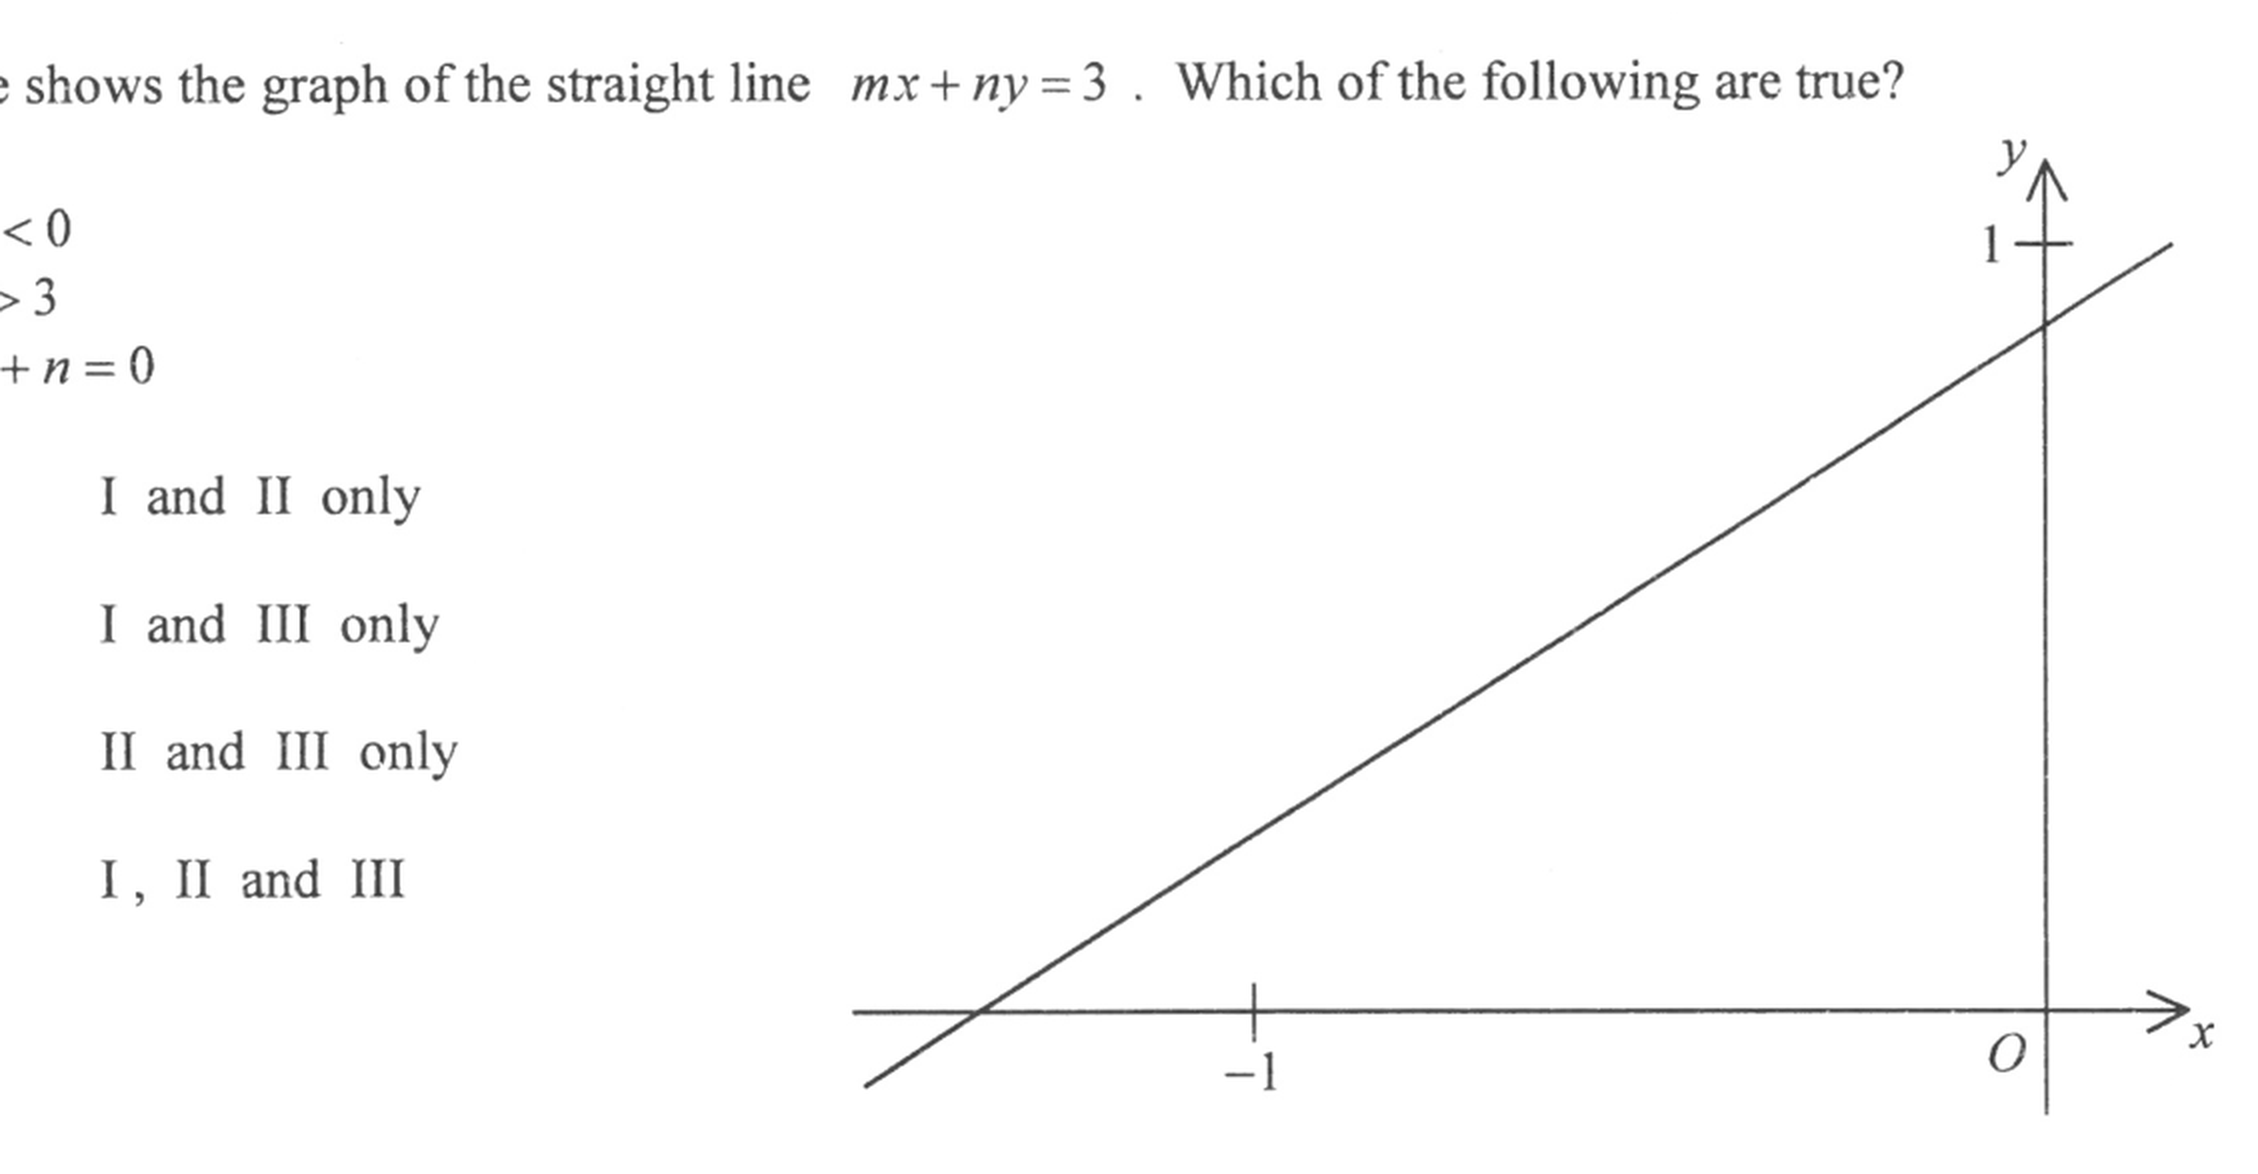 e shows the graph of the straight line mx + ny = 3 . Which of the following are true?
y
< 0
1
> 3
+ n = 0
I and II only
I and III only
II and III only
I , II and III
-1
O
x